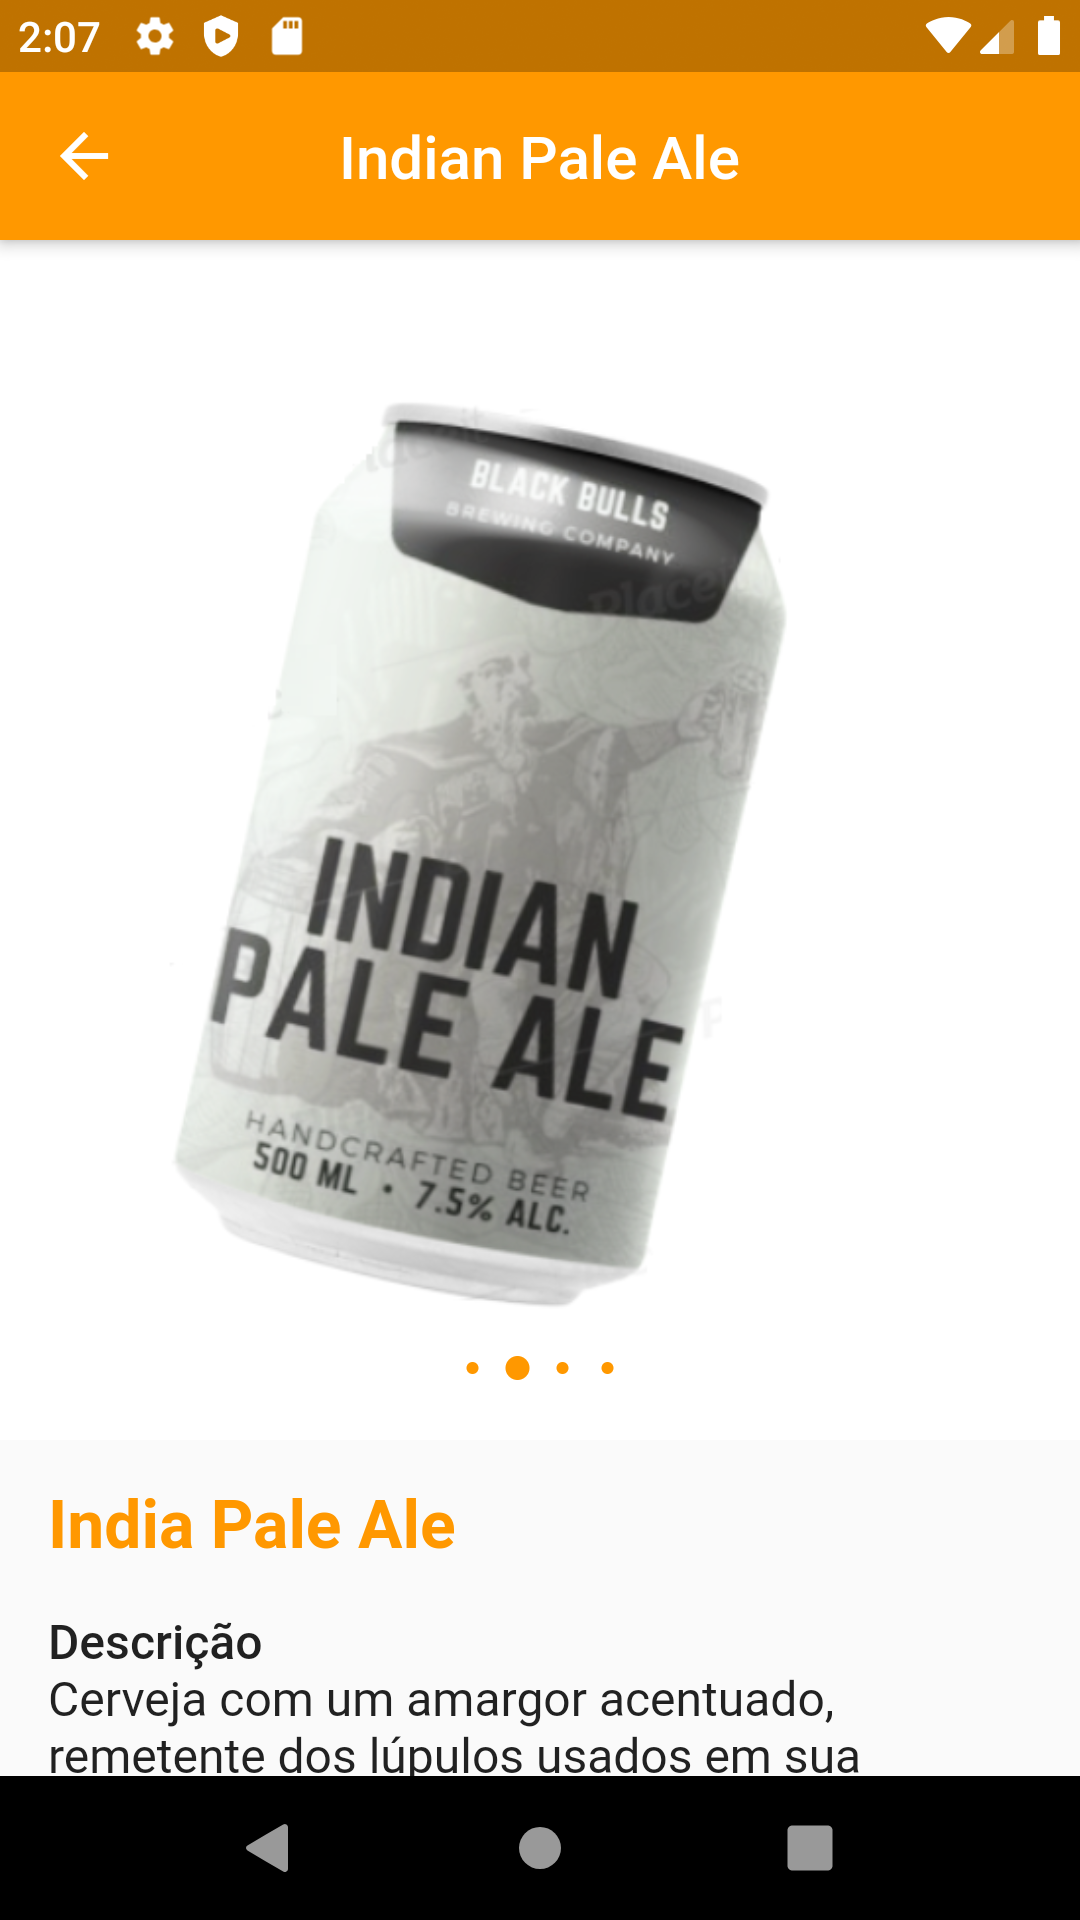 2:07
Indian Pale Ale
BLACK BULLS
BREWING COMPANY
Place
INDIAN
PALE ALE
HANDCRAFTED BEER
500 ML • 7.5% ALC.
India Pale Ale
Descrição
Cerveja com um amargor acentuado,
remetente dos lúpulos usados em sua